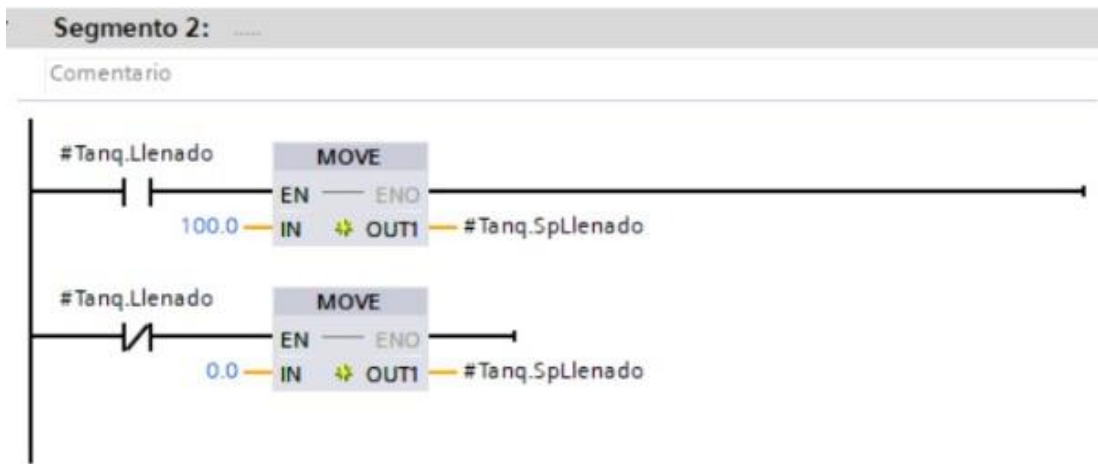 Segmento 2: .....
Comentario
#Tanq.Llenado
MOVE
EN ENO
100.0 IN OUT1 #Tanq.SpLlenado
#Tanq.Llenado
MOVE
EN ENO
0.0 IN OUT1 #Tanq.SpLlenado